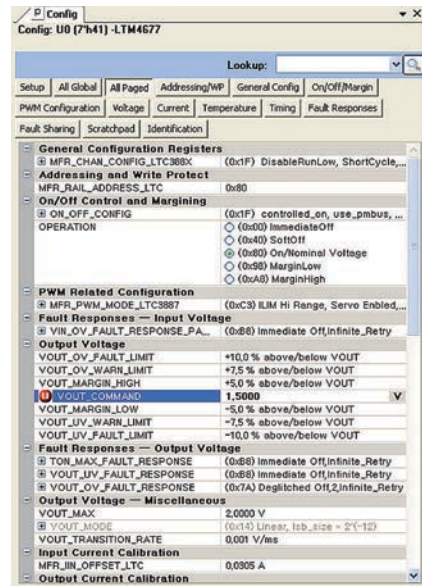 P Config
Config: U0 (7'h41) -LTM4677
Lookup:
Setup All Global All Paged Addressing/WP General Config On/Off/Margin
PWM Configuration Voltage Current Temperature Timing Fault Responses
Fault Sharing Scratchpad Identification
General Configuration Registers
MFR_CHAN_CONFIG_LTC388X (0x1F) DisableRunLow, ShortCycle,...
Addressing and Write Protect
MFR_RAIL_ADDRESS_LTC 0x80
On/Off Control and Margining
ON_OFF_CONFIG (0x1F) controlled_on, use_pmbus, ...
OPERATION (0x00) ImmediateOff
(0x40) SoftOff
(0x80) On/Nominal Voltage
(0x98) MarginLow
(0xA8) MarginHigh
PWM Related Configuration
MFR_PWM_MODE_LTC3887 (0xC3) ILIM Hi Range, Servo Enbled,...
Fault Responses — Input Voltage
VIN_OV_FAULT_RESPONSE_PA... (0xB8) Immediate Off,Infinite_Retry
Output Voltage
VOUT_OV_FAULT_LIMIT +10,0 % above/below VOUT
VOUT_OV_WARN_LIMIT +7,5 % above/below VOUT
VOUT_MARGIN_HIGH +5,0 % above/below VOUT
U VOUT_COMMAND 1,5000 V
VOUT_MARGIN_LOW -5,0 % above/below VOUT
VOUT_UV_WARN_LIMIT -7,5 % above/below VOUT
VOUT_UV_FAULT_LIMIT -10,0 % above/below VOUT
Fault Responses — Output Voltage
TON_MAX_FAULT_RESPONSE (0xB8) Immediate Off,Infinite_Retry
VOUT_UV_FAULT_RESPONSE (0xB8) Immediate Off,Infinite_Retry
VOUT_OV_FAULT_RESPONSE (0x7A) Deglitched Off,2,Infinite_Retry
Output Voltage — Miscellaneous
VOUT_MAX 2,0000 V
VOUT_MODE (0x14) Linear, lsb_size = 2^(-12)
VOUT_TRANSITION_RATE 0,001 V/ms
Input Current Calibration
MFR_IIN_OFFSET_LTC 0,0305 A
Output Current Calibration